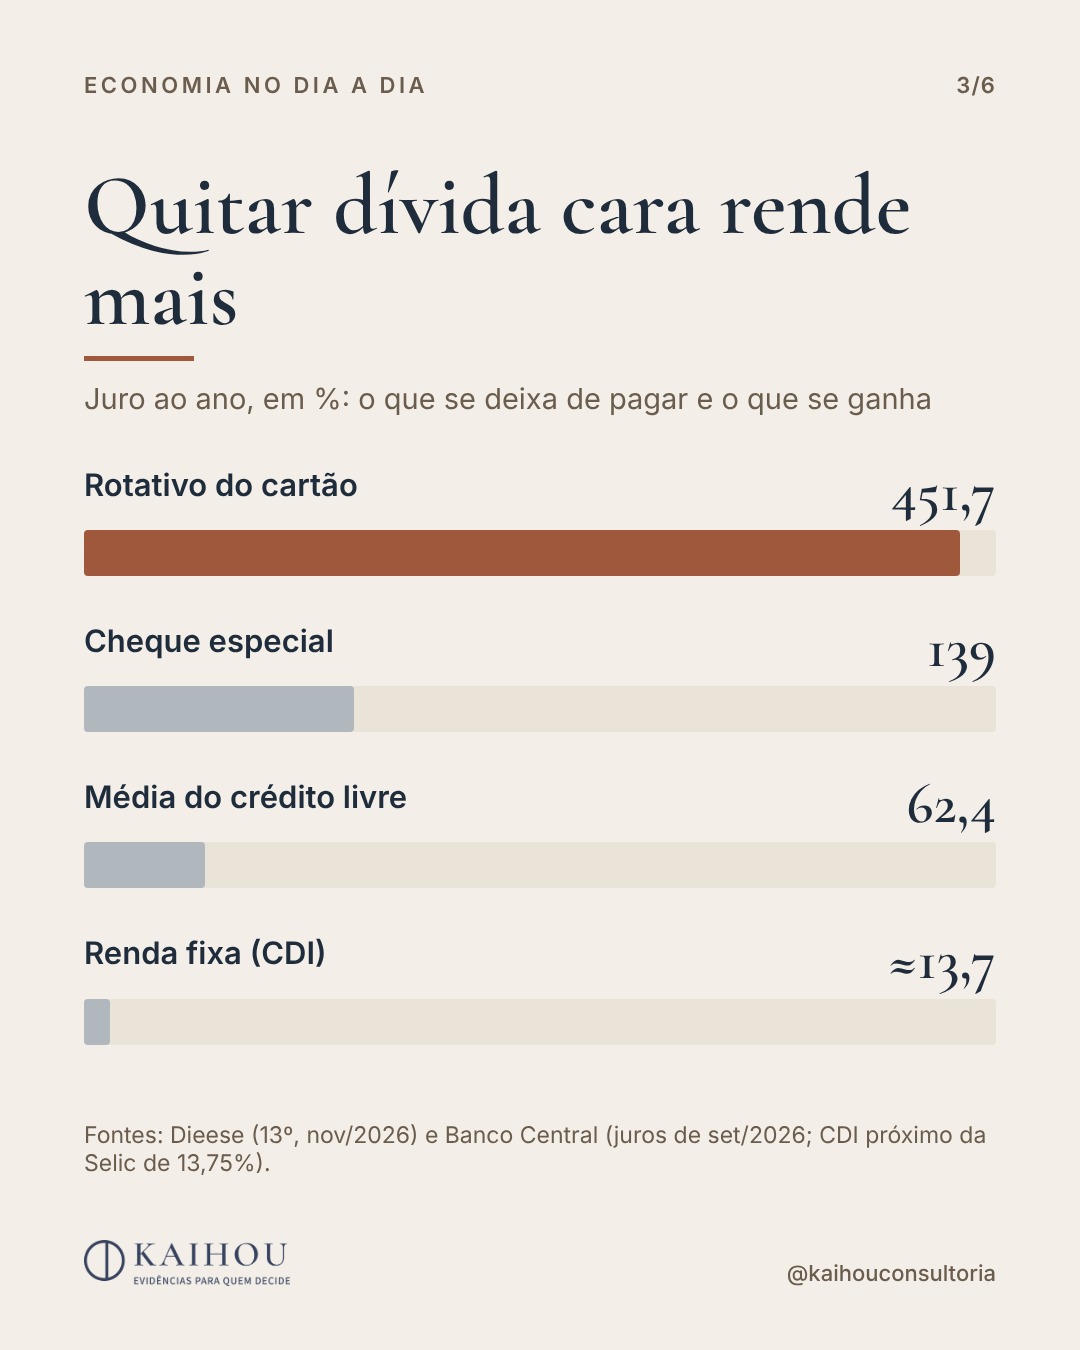 ECONOMIA NO DIA A DIA
3/6
Quitar dívida cara rende
mais
Juro ao ano, em %: o que se deixa de pagar e o que se ganha
Rotativo do cartão
451,7
Cheque especial
139
Média do crédito livre
62,4
Renda fixa (CDI)
≈13,7
Fontes: Dieese (13º, nov/2026) e Banco Central (juros de set/2026; CDI próximo da
Selic de 13,75%).
KAIHOU
EVIDÊNCIAS PARA QUEM DECIDE
@kaihouconsultoria